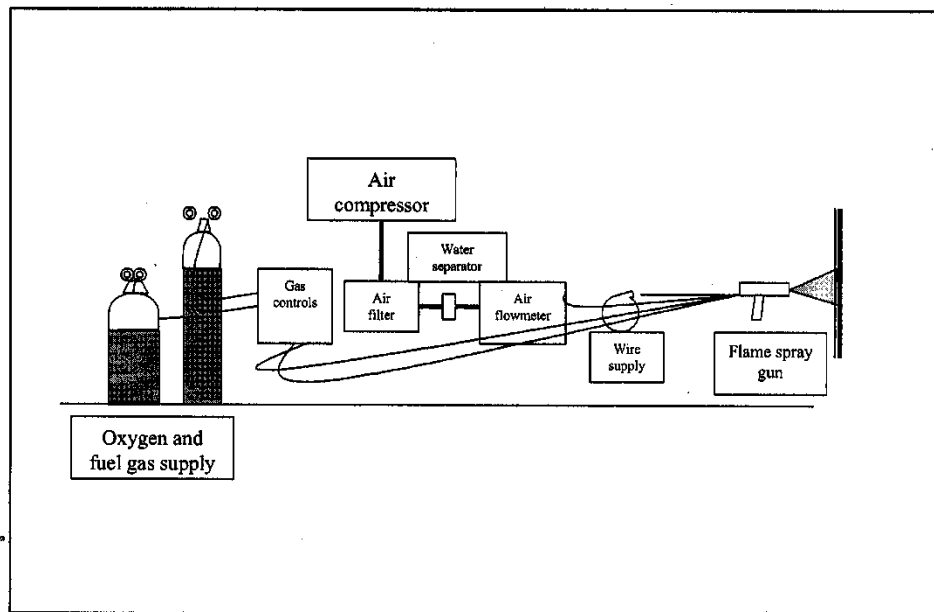 Air
compressor
Water
separator
Gas
controls
Air
filter
Air
flowmeter
Wire
supply
Flame spray
gun
Oxygen and
fuel gas supply